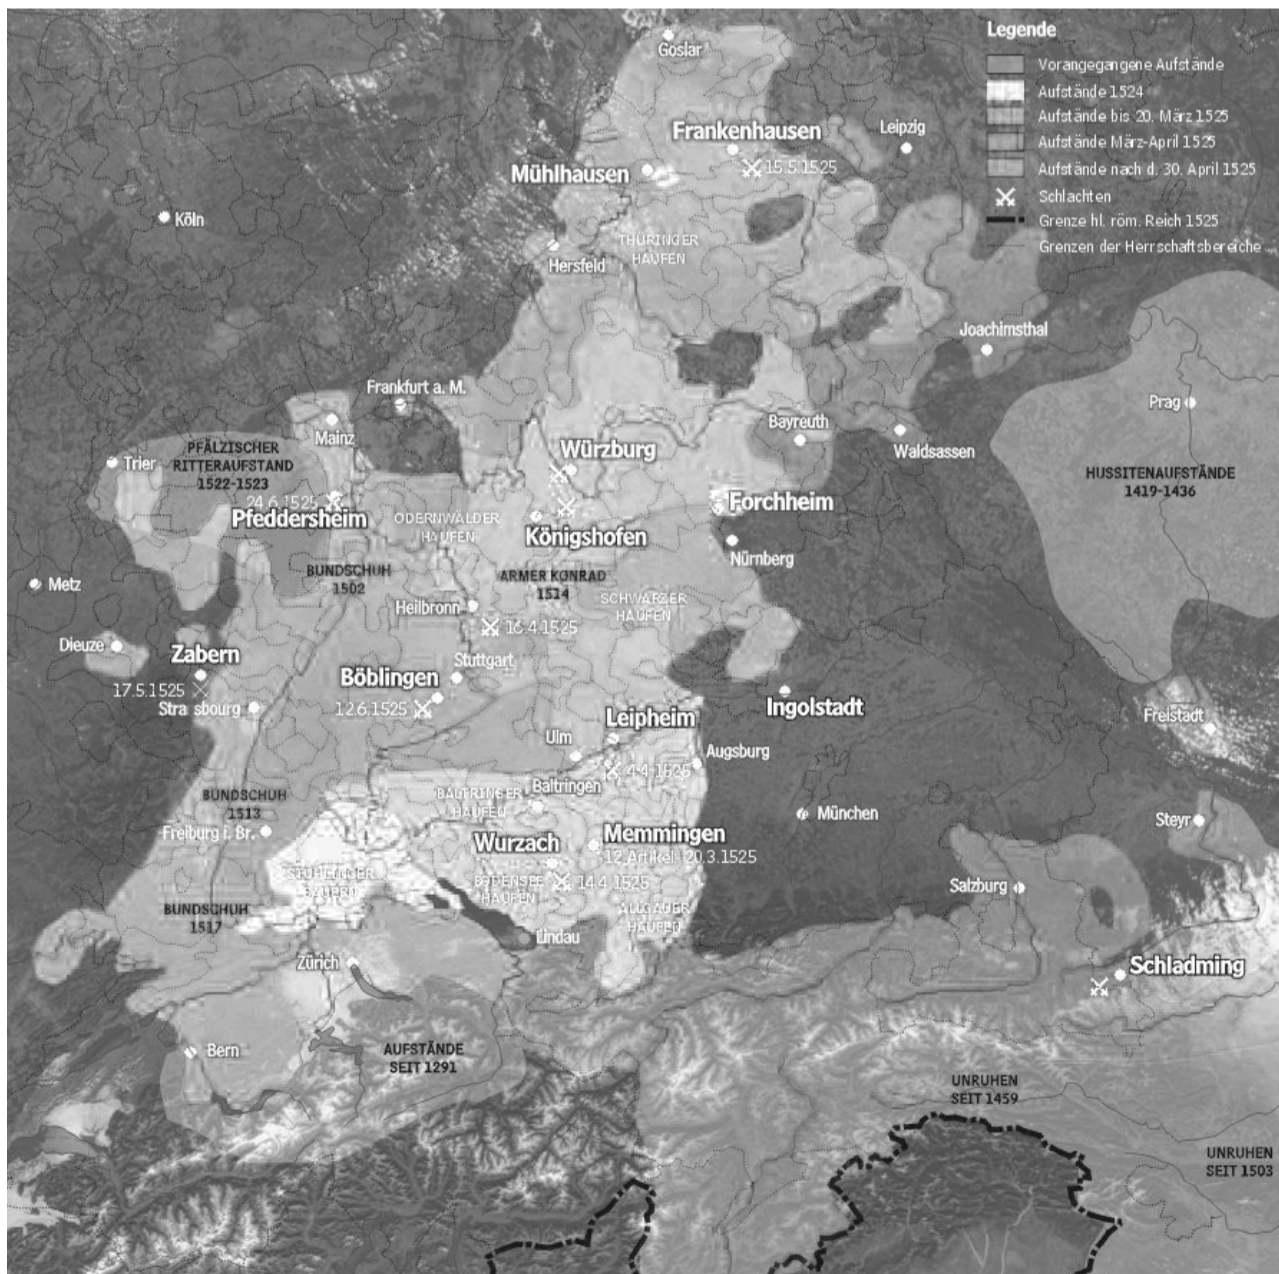 Legende
Vorangegangene Aufstände
Aufstände 1524
Aufstände bis 20. März 1525
Aufstände März-April 1525
Aufstände nach d. 30. April 1525
Schlachten
Grenze hl. röm. Reich 1525
Grenzen der Herrschaftsbereiche
Goslar
Frankenhausen
15.5.1525
Leipzig
Mühlhausen
Köln
THÜRINGER
HAUFEN
Hersfeld
Joachimsthal
Frankfurt a. M.
Mainz
Prag
Bayreuth
Waldsassen
PFÄLZISCHER
RITTERAUFSTAND
1522-1523
Trier
Würzburg
HUSSITENAUFSTÄNDE
1419-1436
24.6.1525
Pfeddersheim
ODERNWÄLDER
HAUFEN
Forchheim
Königshofen
Nürnberg
BUNDSCHUH
1502
ARMER KONRAD
1514
Metz
SCHWARZER
HAUFEN
Heilbronn
16.4.1525
Dieuze
Zabern
17.5.1525
Stuttgart
Böblingen
12.6.1525
Stra sbourg
Ingolstadt
Leipheim
Freistadt
Ulm
4.4.1525
Augsburg
Baltringen
BALTRINGER
HAUFEN
BUNDSCHUH
1513
Freiburg i. Br.
München
Steyr
Wurzach
Memmingen
12 Artikel 20.3.1525
STÜHLINGER
BODENSEE
HAUFEN
14.4.1525
Salzburg
BUNDSCHUH
1517
ALLGÄUER
HAUFEN
Lindau
Zürich
Schladming
Bern
AUFSTÄNDE
SEIT 1291
UNRUHEN
SEIT 1459
UNRUHEN
SEIT 1503